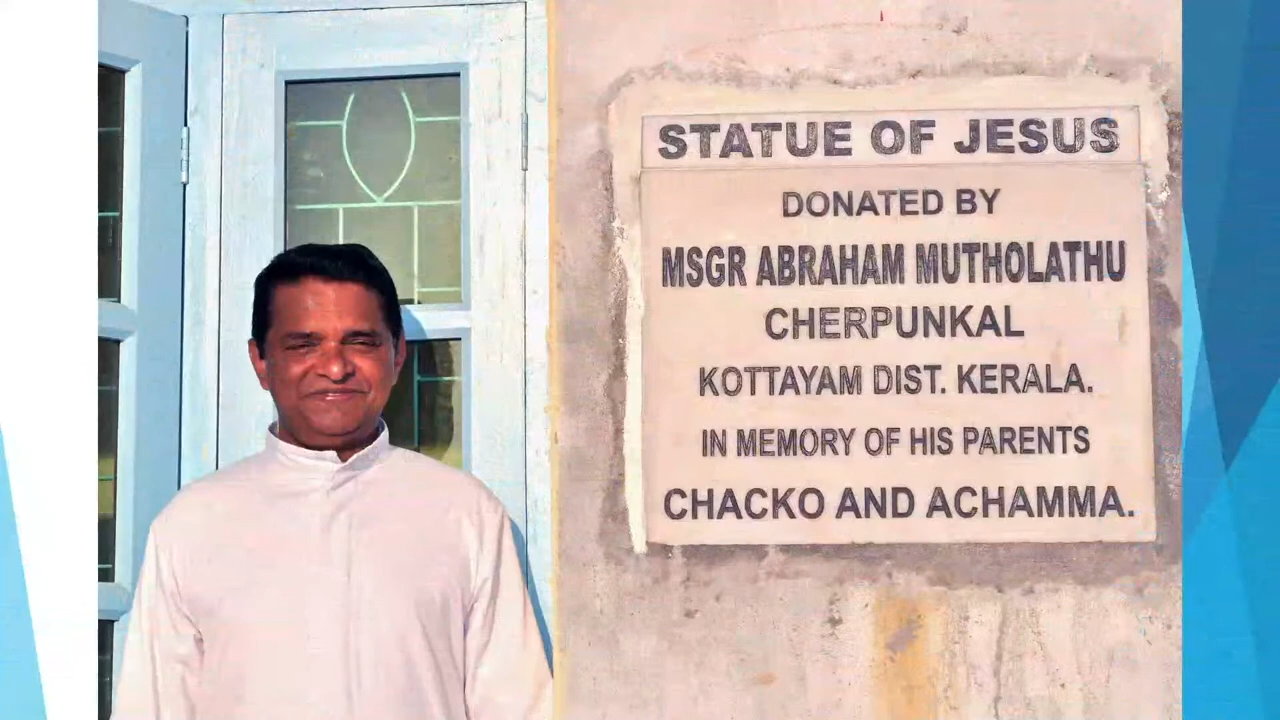 STATUE OF JESUS
DONATED BY
MSGR ABRAHAM MUTHOLATHU
CHERPUNKAL
KOTTAYAM DIST. KERALA.
IN MEMORY OF HIS PARENTS
CHACKO AND ACHAMMA.